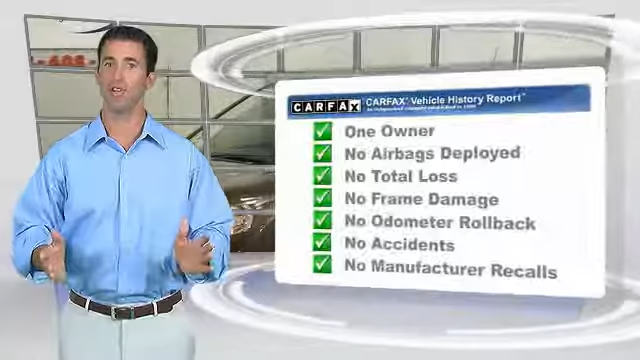 CARFAX CARFAX Vehicle History Report™
One Owner
No Airbags Deployed
No Total Loss
No Frame Damage
No Odometer Rollback
No Accidents
No Manufacturer Recalls